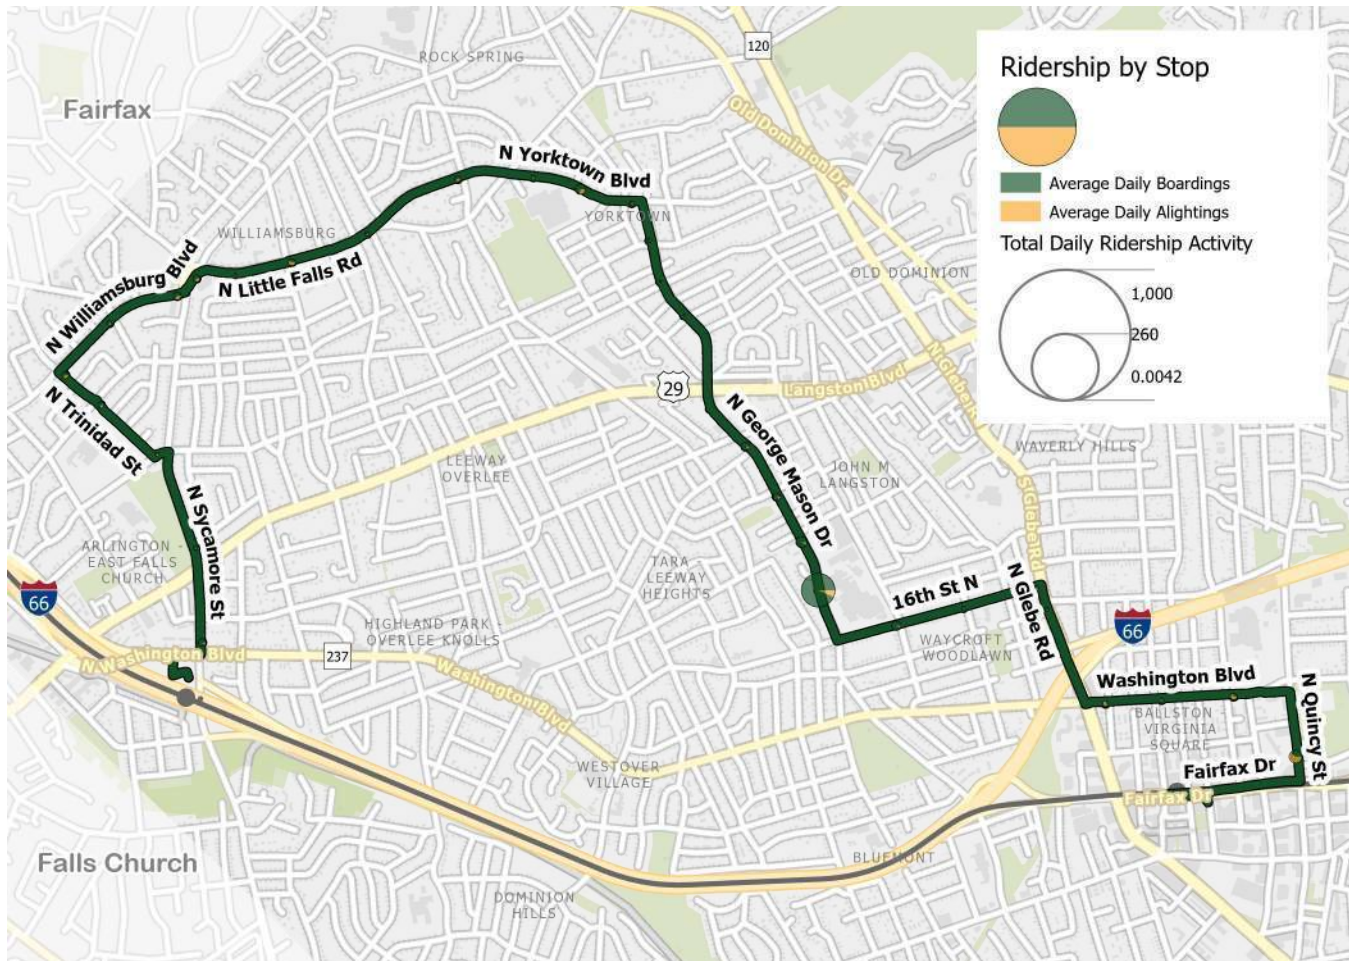 ROCK SPRING
120
Fairfax
Old Dominion Dr
Ridership by Stop
Average Daily Boardings
Average Daily Alightings
Total Daily Ridership Activity
1,000
260
0.0042
N Yorktown Blvd
YORKTOWN
WILLIAMSBURG
N Williamsburg Blvd
N Little Falls Rd
OLD DOMINION
N Glebe Rd
29
Langston Blvd
N Trinidad St
N George Mason Dr
WAVERLY HILLS
LEEWAY
OVERLEE
JOHN M
LANGSTON
S Glebe Rd
N Sycamore St
ARLINGTON -
EAST FALLS
CHURCH
TARA -
LEEWAY
HEIGHTS
66
16th St N
N Glebe Rd
HIGHLAND PARK -
OVERLEE KNOLLS
WAYCROFT
WOODLAWN
66
N Washington Blvd
237
Washington Blvd
Washington Blvd
N Quincy St
BALLSTON -
VIRGINIA
SQUARE
WESTOVER
VILLAGE
Fairfax Dr
Fairfax Dr
Falls Church
BLUEMONT
DOMINION
HILLS